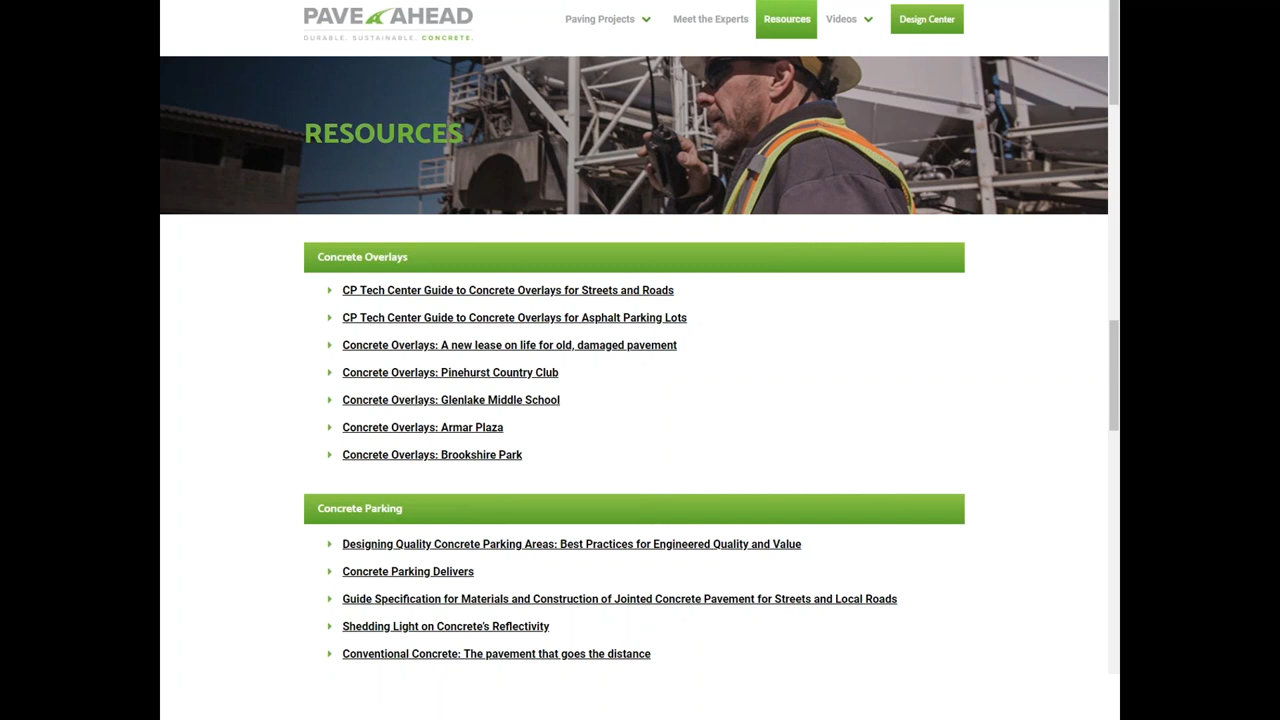 PAVE AHEAD
DURABLE. SUSTAINABLE. CONCRETE.
Paving Projects Meet the Experts Resources Videos Design Center
RESOURCES
Concrete Overlays
CP Tech Center Guide to Concrete Overlays for Streets and Roads
CP Tech Center Guide to Concrete Overlays for Asphalt Parking Lots
Concrete Overlays: A new lease on life for old, damaged pavement
Concrete Overlays: Pinehurst Country Club
Concrete Overlays: Glenlake Middle School
Concrete Overlays: Armar Plaza
Concrete Overlays: Brookshire Park
Concrete Parking
Designing Quality Concrete Parking Areas: Best Practices for Engineered Quality and Value
Concrete Parking Delivers
Guide Specification for Materials and Construction of Jointed Concrete Pavement for Streets and Local Roads
Shedding Light on Concrete's Reflectivity
Conventional Concrete: The pavement that goes the distance